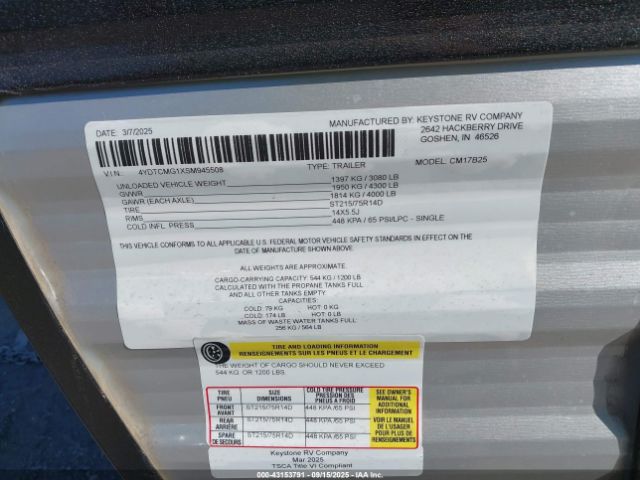 DATE: 3/7/2025
MANUFACTURED BY: KEYSTONE RV COMPANY
2642 HACKBERRY DRIVE
GOSHEN, IN 46526
V.I.N.: 4YDTCMG1XSM945508
TYPE: TRAILER
MODEL: CM17B25
UNLOADED VEHICLE WEIGHT 1397 KG / 3080 LB
GVWR 1950 KG / 4300 LB
GAWR (EACH AXLE) 1814 KG / 4000 LB
TIRE ST215/75R14D
RIMS 14X5.5J
COLD INFL. PRESS 448 KPA / 65 PSI/LPC - SINGLE
THIS VEHICLE CONFORMS TO ALL APPLICABLE U.S. FEDERAL MOTOR VEHICLE SAFETY STANDARDS IN EFFECT ON THE
DATE OF MANUFACTURE SHOWN ABOVE.
ALL WEIGHTS ARE APPROXIMATE.
CARGO-CARRYING CAPACITY: 544 KG / 1200 LB
CALCULATED WITH THE PROPANE TANKS FULL
AND ALL OTHER TANKS EMPTY.
CAPACITIES:
COLD: 79 KG HOT: 0 KG
COLD: 174 LB HOT: 0 LB
MASS OF WASTE WATER TANKS FULL
256 KG / 564 LB
TIRE AND LOADING INFORMATION
RENSEIGNEMENTS SUR LES PNEUS ET LE CHARGEMENT
THE WEIGHT OF CARGO SHOULD NEVER EXCEED
544 KG OR 1200 LBS.
TIRE
PNEU
SIZE
DIMENSIONS
COLD TIRE PRESSURE
PRESSION DES
PNEUS A FROID
SEE OWNER'S
MANUAL FOR
ADDITIONAL
INFORMATION
VOIR LE MANUEL
DE L'USAGER
POUR PLUS DE
RENSEIGNEMENTS
FRONT
AVANT
ST215/75R14D
448 KPA /65 PSI
REAR
ARRIÈRE
ST215/75R14D
448 KPA /65 PSI
SPARE
DE SECOURS
ST215/75R14D
448 KPA /65 PSI
Keystone RV Company
Mar 2025
TSCA Title VI Compliant
000-43153791 - 09/15/2025 - IAA